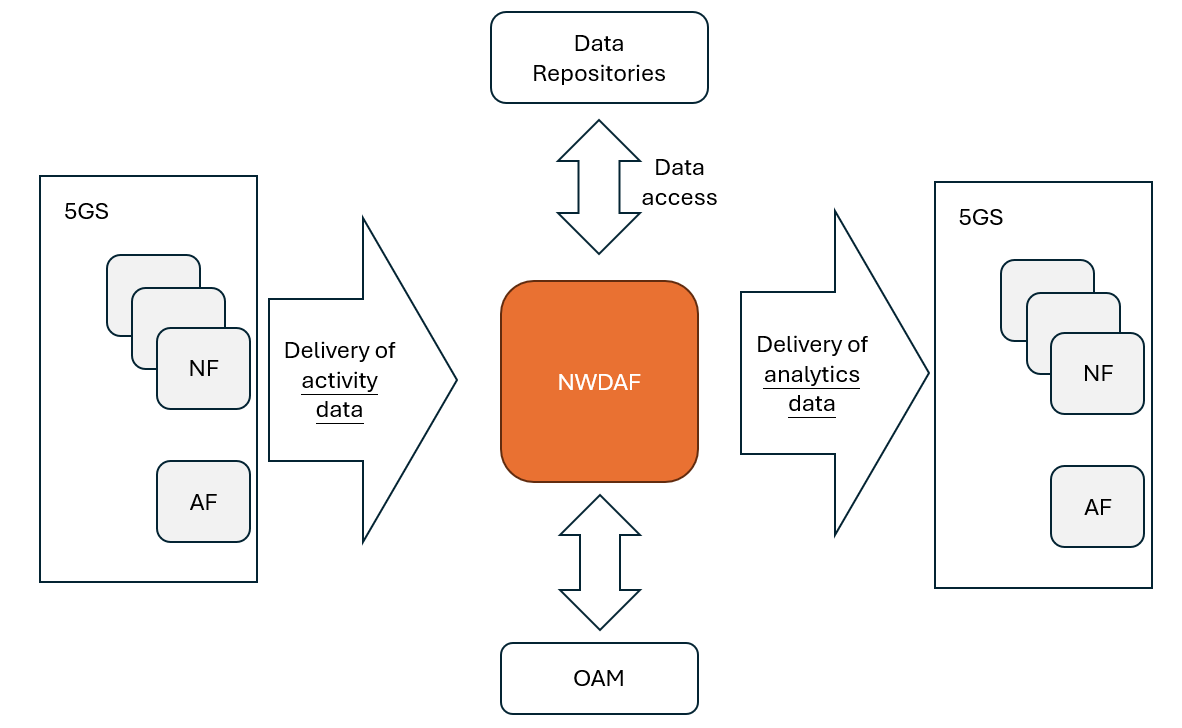 Data
Repositories
Data
access
5GS
NF
AF
Delivery of
activity
data
NWDAF
Delivery of
analytics
data
5GS
NF
AF
OAM